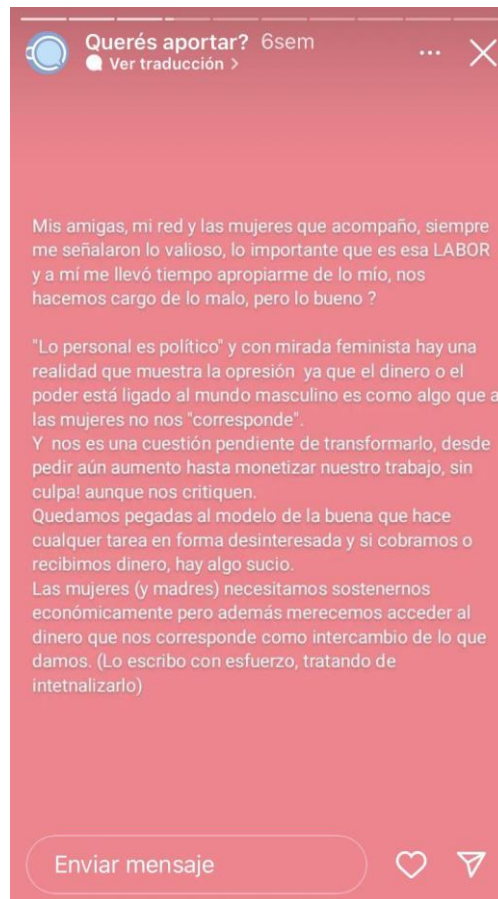 Querés aportar? 6sem
Ver traducción >
Mis amigas, mi red y las mujeres que acompaño, siempre
me señalaron lo valioso, lo importante que es esa LABOR
y a mí me llevó tiempo apropiarme de lo mío, nos
hacemos cargo de lo malo, pero lo bueno ?
"Lo personal es político" y con mirada feminista hay una
realidad que muestra la opresión ya que el dinero o el
poder está ligado al mundo masculino es como algo que a
las mujeres no nos "corresponde".
Y nos es una cuestión pendiente de transformarlo, desde
pedir aún aumento hasta monetizar nuestro trabajo, sin
culpa! aunque nos critiquen.
Quedamos pegadas al modelo de la buena que hace
cualquer tarea en forma desinteresada y si cobramos o
recibimos dinero, hay algo sucio.
Las mujeres (y madres) necesitamos sostenernos
económicamente pero además merecemos acceder al
dinero que nos corresponde como intercambio de lo que
damos. (Lo escribo con esfuerzo, tratando de
intetnalizarlo)
Enviar mensaje